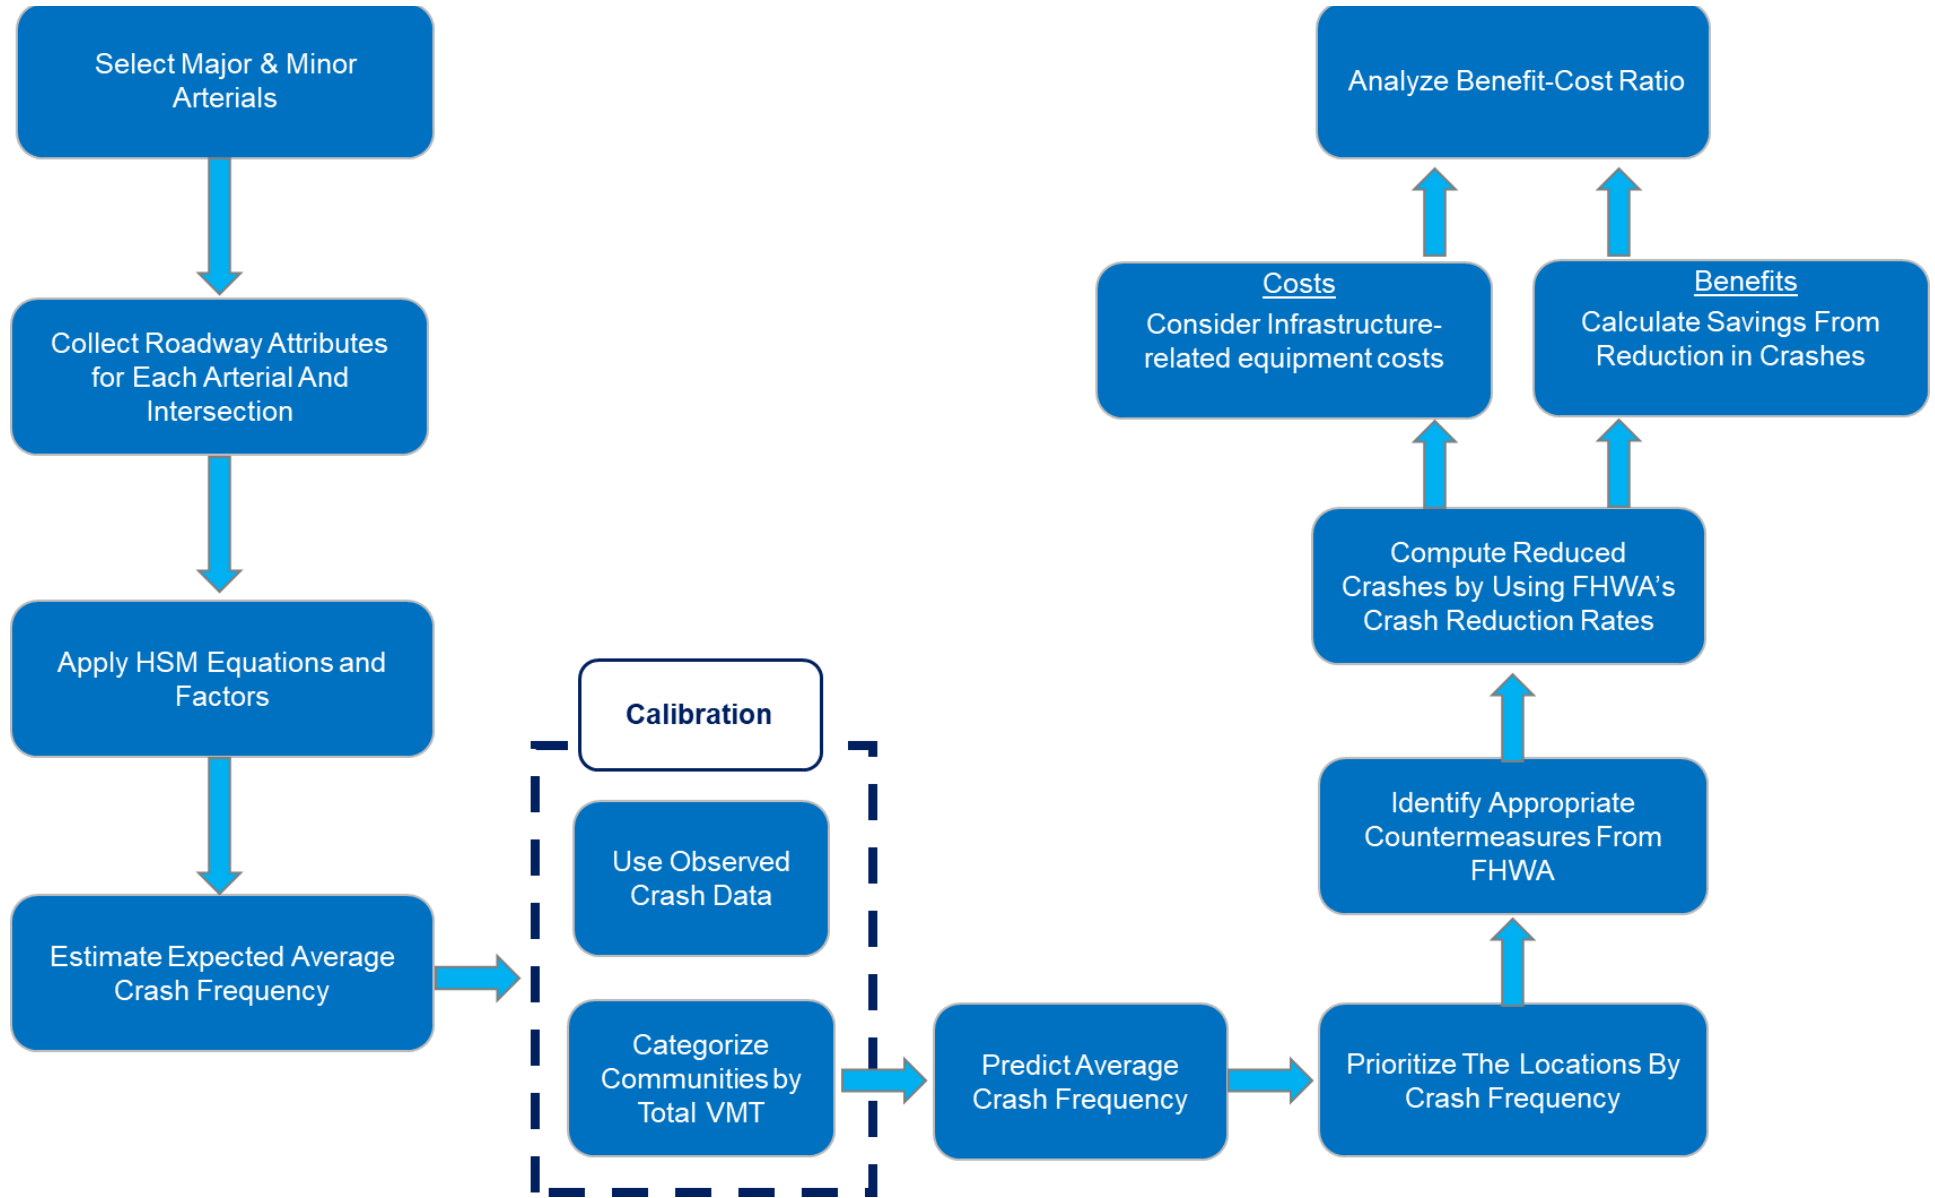 Select Major & Minor
Arterials
Collect Roadway Attributes
for Each Arterial And
Intersection
Apply HSM Equations and
Factors
Estimate Expected Average
Crash Frequency
Calibration
Use Observed
Crash Data
Categorize
Communities by
Total VMT
Predict Average
Crash Frequency
Prioritize The Locations By
Crash Frequency
Identify Appropriate
Countermeasures From
FHWA
Compute Reduced
Crashes by Using FHWA's
Crash Reduction Rates
Costs
Consider Infrastructure-
related equipment costs
Benefits
Calculate Savings From
Reduction in Crashes
Analyze Benefit-Cost Ratio